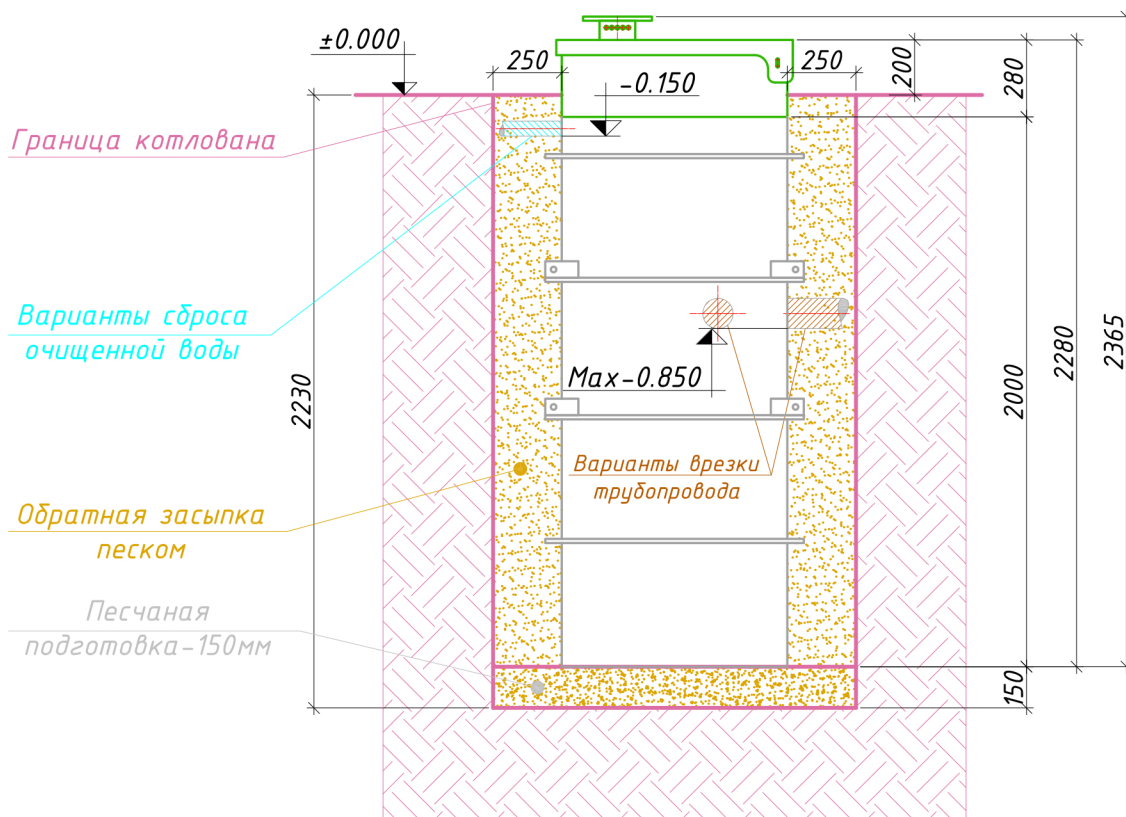 ±0.000
250
250
-0.150
200
280
Граница котлована
Варианты сброса
очищенной воды
2230
Max-0.850
2000
2280
2365
Варианты врезки
трубопровода
Обратная засыпка
песком
Песчаная
подготовка-150мм
150